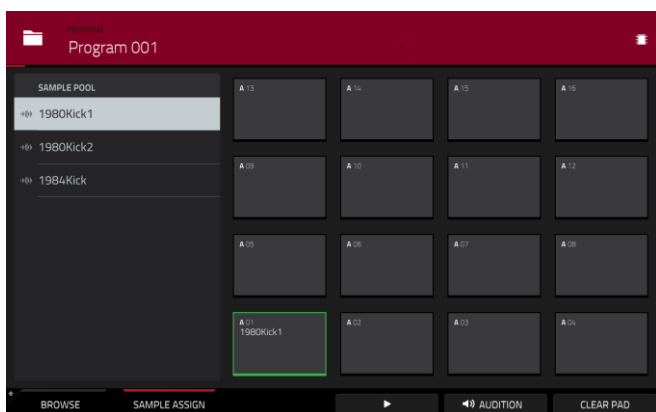 PROGRAM
Program 001
SAMPLE POOL
1980Kick1
1980Kick2
1984Kick
A 13
A 14
A 15
A 16
A 09
A 10
A 11
A 12
A 05
A 06
A 07
A 08
A 01
1980Kick1
A 02
A 03
A 04
BROWSE
SAMPLE ASSIGN
AUDITION
CLEAR PAD